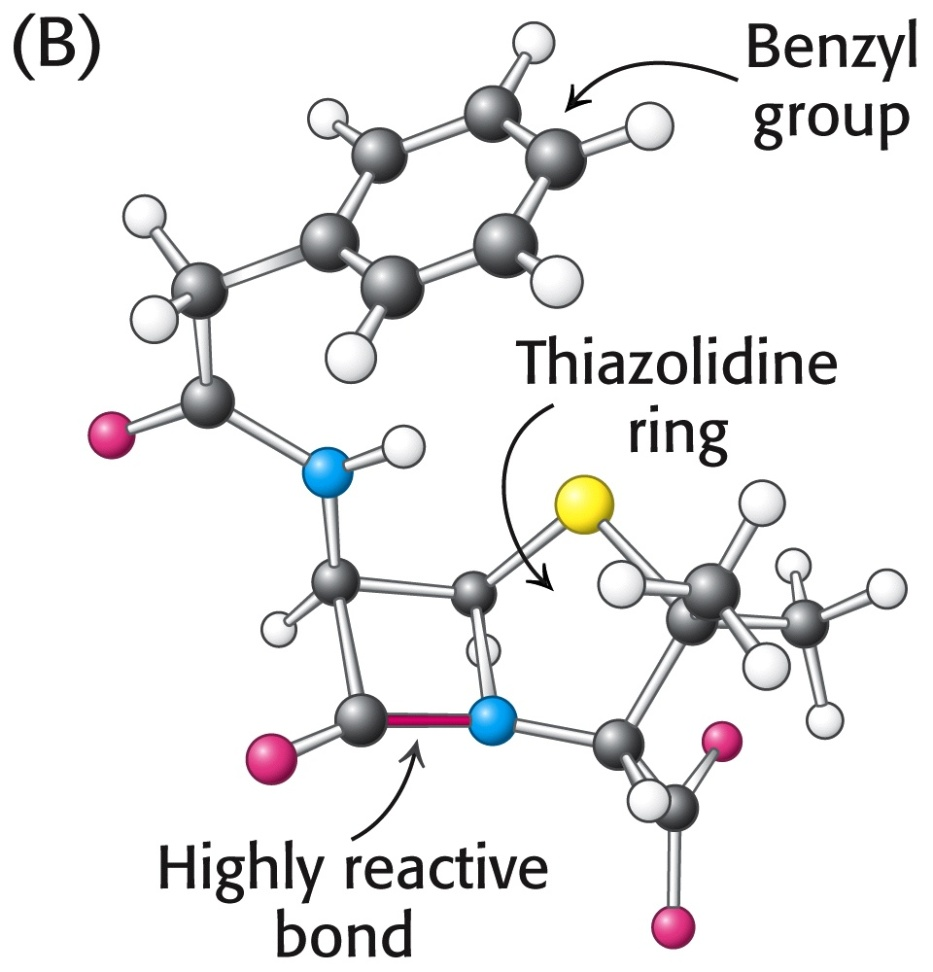 (B)
Benzyl
group
Thiazolidine
ring
Highly reactive
bond